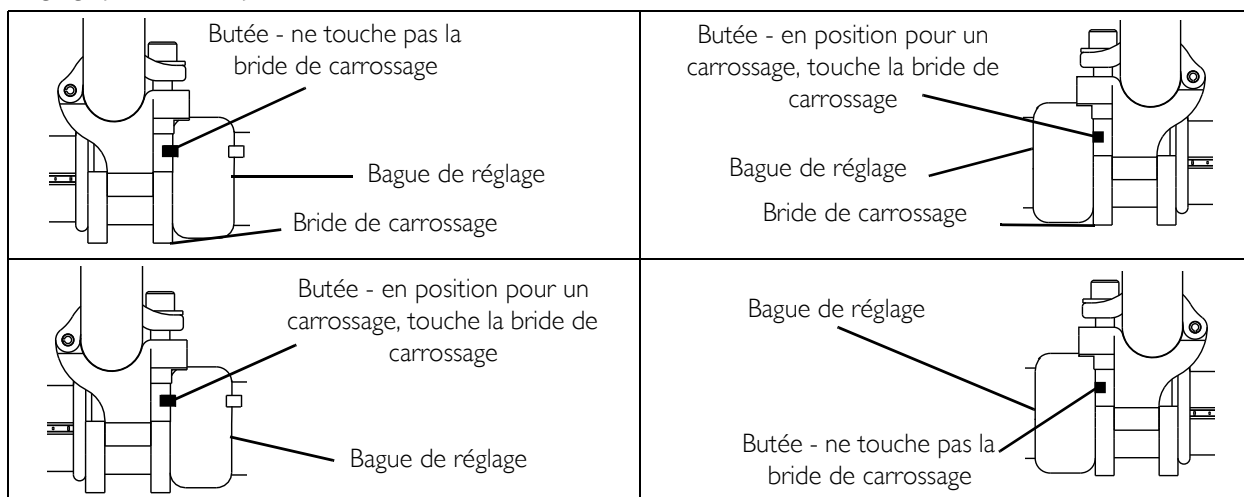 Butée - ne touche pas la
bride de carrossage
Bague de réglage
Bride de carrossage
Butée - en position pour un
carrossage, touche la bride de
carrossage
Bague de réglage
Bride de carrossage
Butée - en position pour un
carrossage, touche la bride de
carrossage
Bague de réglage
Bague de réglage
Butée - ne touche pas la
bride de carrossage